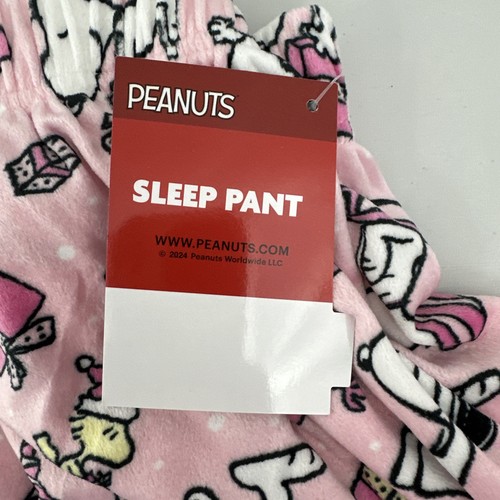 PEANUTS
SLEEP PANT
WWW.PEANUTS.COM
© 2024 Peanuts Worldwide LLC